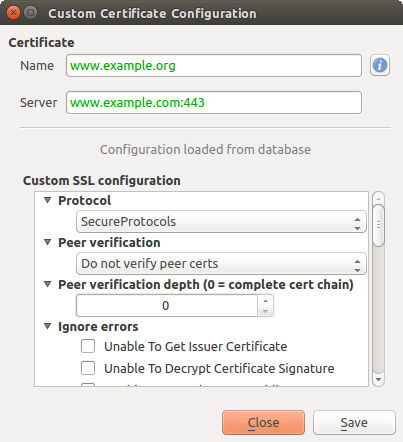 Custom Certificate Configuration
Certificate
Name www.example.org
Server www.example.com:443
Configuration loaded from database
Custom SSL configuration
Protocol
SecureProtocols
Peer verification
Do not verify peer certs
Peer verification depth (0 = complete cert chain)
0
Ignore errors
Unable To Get Issuer Certificate
Unable To Decrypt Certificate Signature
Close Save